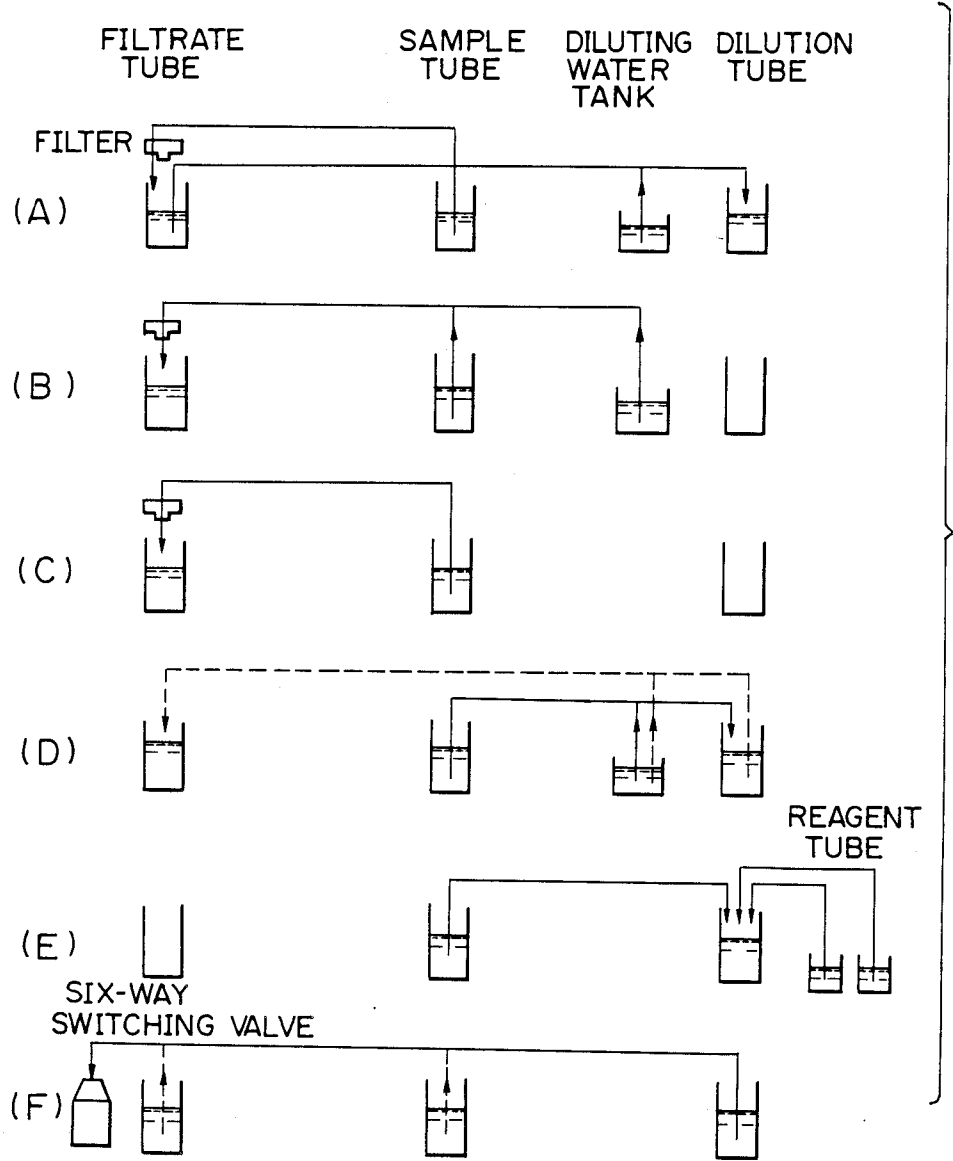 FILTRATE TUBE
SAMPLE TUBE
DILUTING WATER TANK
DILUTION TUBE
FILTER
(A)
(B)
(C)
(D)
REAGENT TUBE
(E)
SIX-WAY
SWITCHING VALVE
(F)